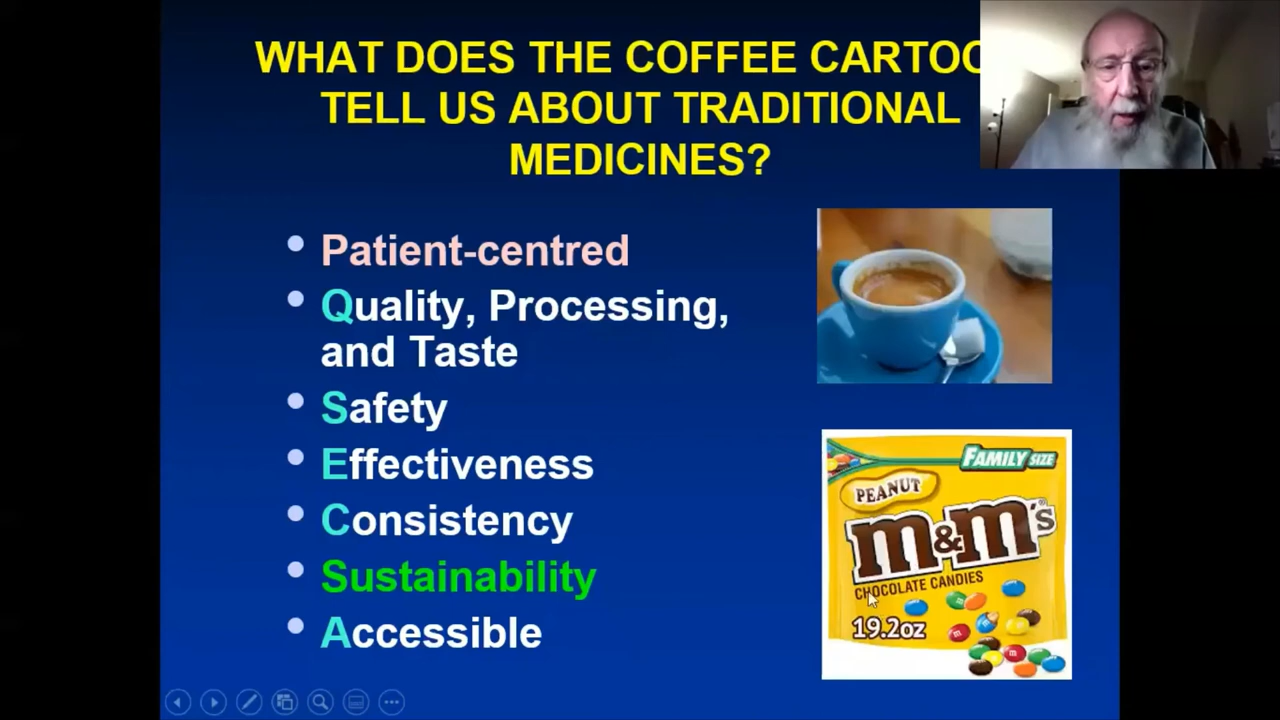 WHAT DOES THE COFFEE CARTOO
TELL US ABOUT TRADITIONAL
MEDICINES?
• Patient-centred
• Quality, Processing,
and Taste
• Safety
• Effectiveness
• Consistency
• Sustainability
• Accessible
FAMILY SIZE
PEANUT
m&m's
CHOCOLATE CANDIES
19.2oz